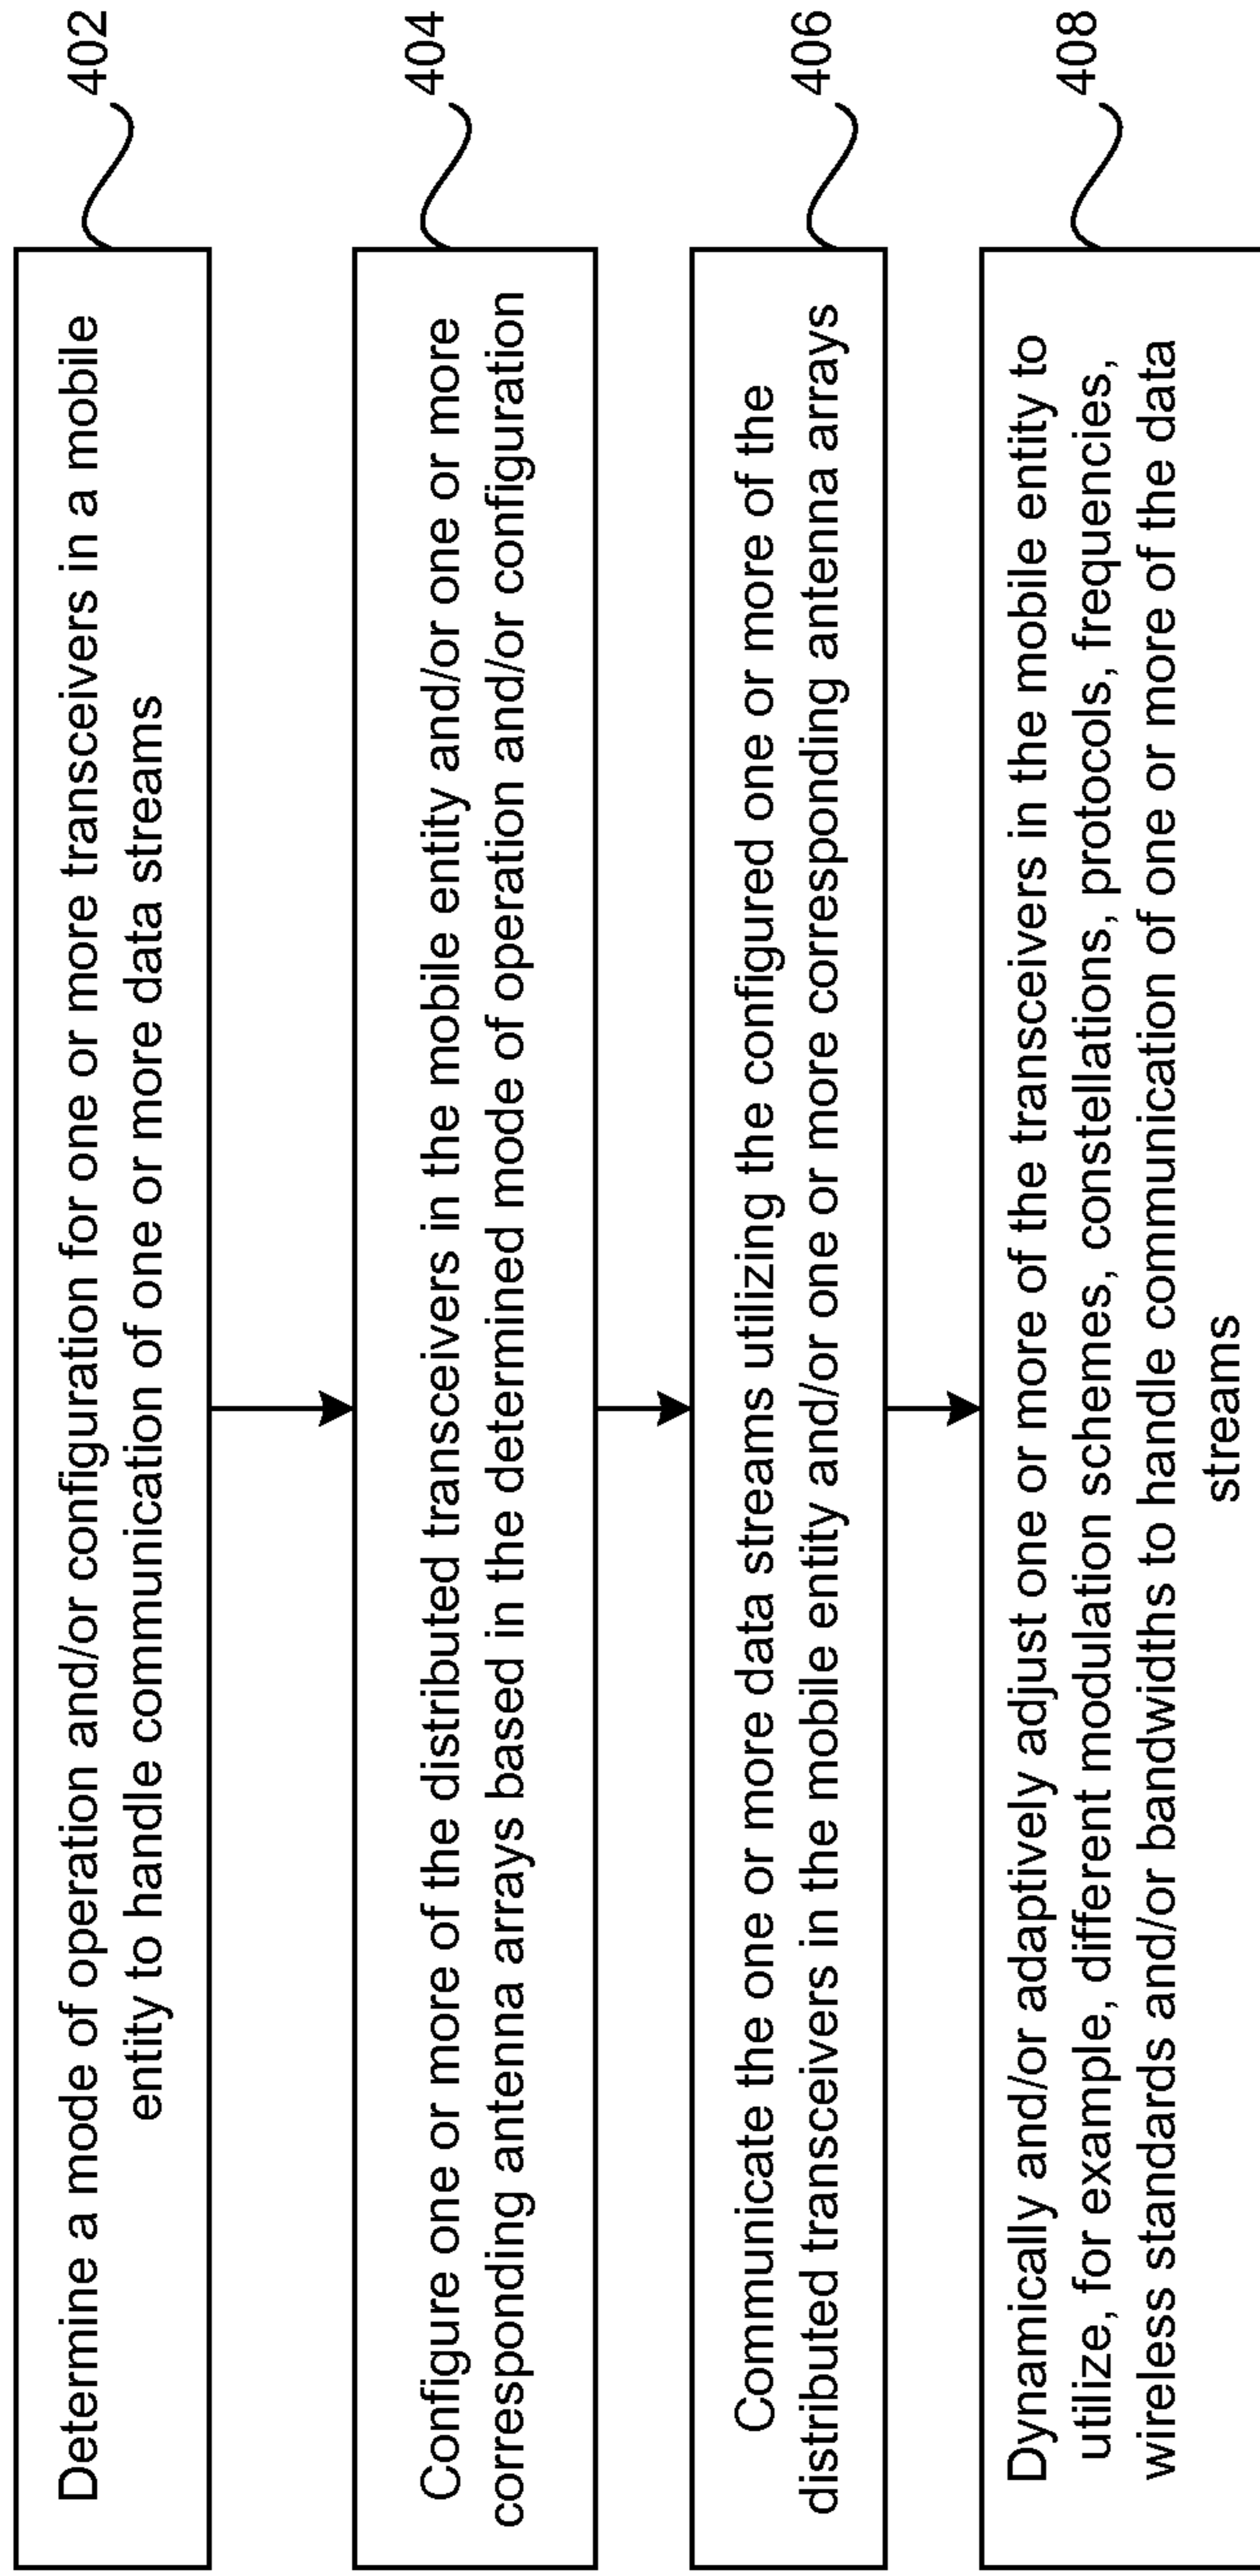 Determine a mode of operation and/or configuration for one or more transceivers in a mobile
entity to handle communication of one or more data streams
402
Configure one or more of the distributed transceivers in the mobile entity and/or one or more
corresponding antenna arrays based in the determined mode of operation and/or configuration
404
Communicate the one or more data streams utilizing the configured one or more of the
distributed transceivers in the mobile entity and/or one or more corresponding antenna arrays
406
Dynamically and/or adaptively adjust one or more of the transceivers in the mobile entity to
utilize, for example, different modulation schemes, constellations, protocols, frequencies,
wireless standards and/or bandwidths to handle communication of one or more of the data
streams
408